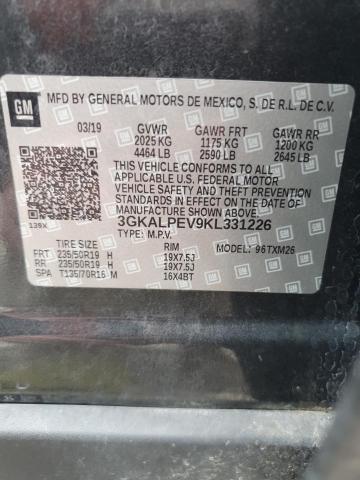 GM
MFD BY GENERAL MOTORS DE MEXICO, S. DE R.L. DE C.V.
03/19 GVWR GAWR FRT GAWR RR
2025 KG 1175 KG 1200 KG
4464 LB 2590 LB 2645 LB
THIS VEHICLE CONFORMS TO ALL
APPLICABLE U.S. FEDERAL MOTOR
VEHICLE SAFETY, BUMPER, AND
THEFT PREVENTION STANDARDS IN
EFFECT ON THE DATE OF
MANUFACTURE SHOWN ABOVE.
139X 3GKALPEV9KL331226
TYPE: M.P.V. MODEL: 96TXM26
TIRE SIZE RIM
FRT 235/50R19 H 19X7.5J
RR 235/50R19 H 19X7.5J
SPA T135/70R16 M 16X4BT